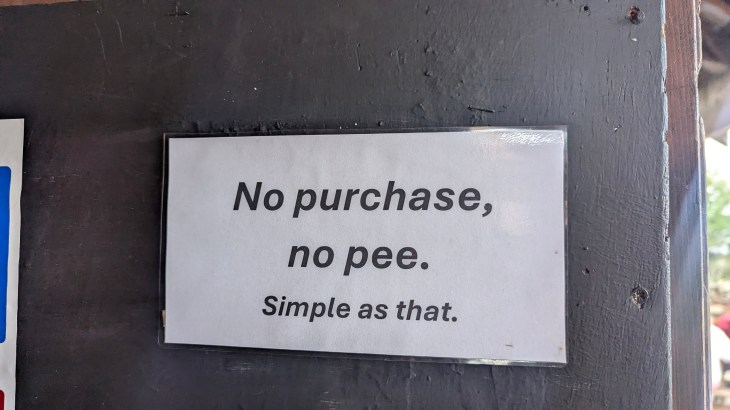 No purchase,
no pee.
Simple as that.